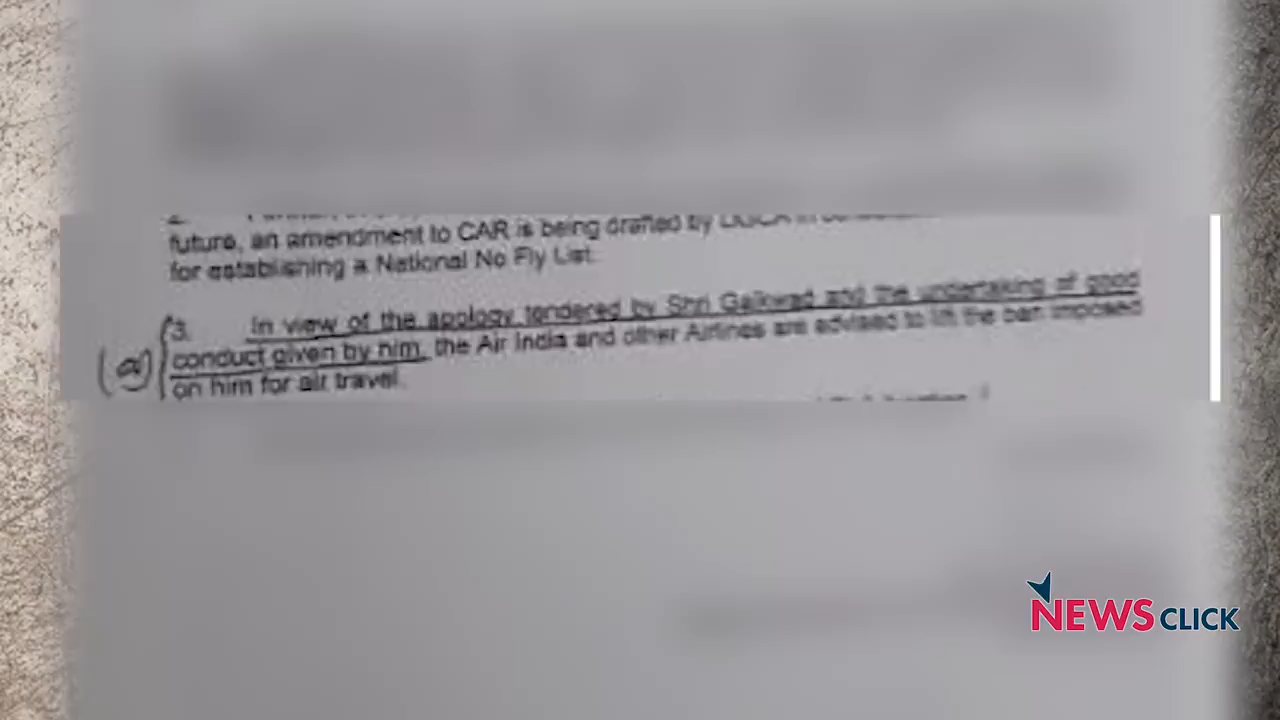 future, an amendment to CAR is being drafted by DGCA in
for establishing a National No Fly List.
3. In view of the apology tendered by Shri Gaikwad and the undertaking of good
(a) conduct given by him, the Air India and other Airlines are advised to lift the ban imposed
on him for air travel.
NEWS CLICK